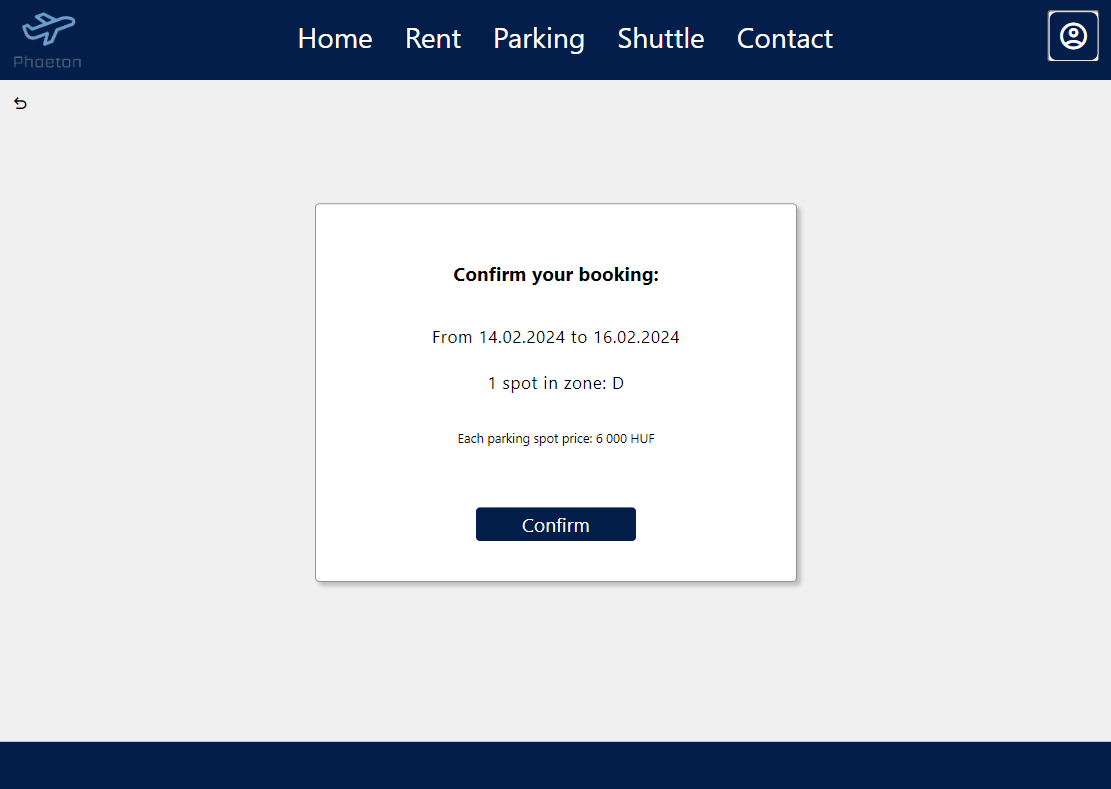 Phaeton
Home Rent Parking Shuttle Contact
Confirm your booking:
From 14.02.2024 to 16.02.2024
1 spot in zone: D
Each parking spot price: 6 000 HUF
Confirm